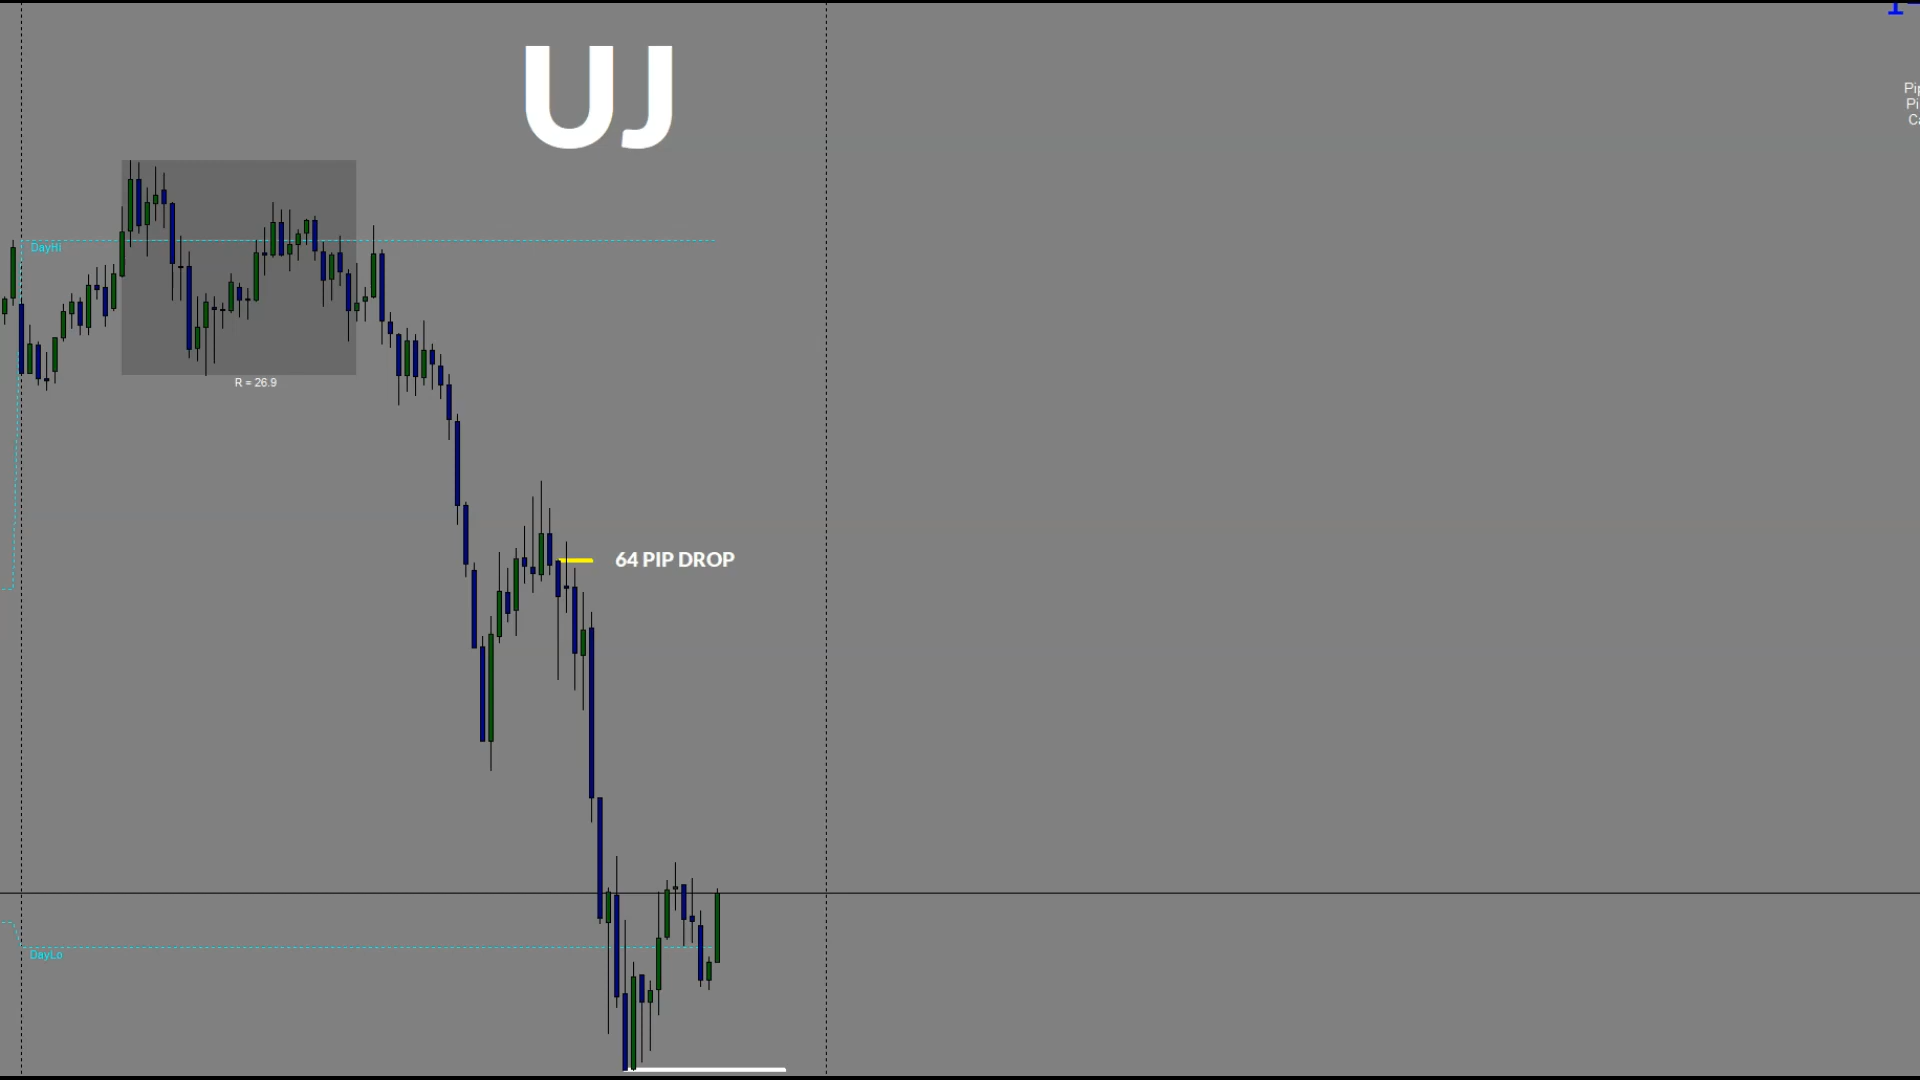 UJ
DayHi
R = 26.9
64 PIP DROP
DayLo